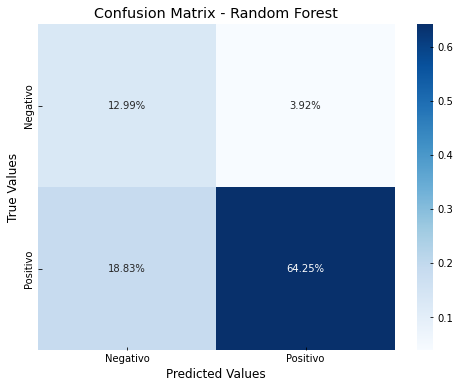 Confusion Matrix - Random Forest
True Values
Negativo
12.99%
3.92%
Positivo
18.83%
64.25%
Negativo
Positivo
Predicted Values
0.6
0.5
0.4
0.3
0.2
0.1